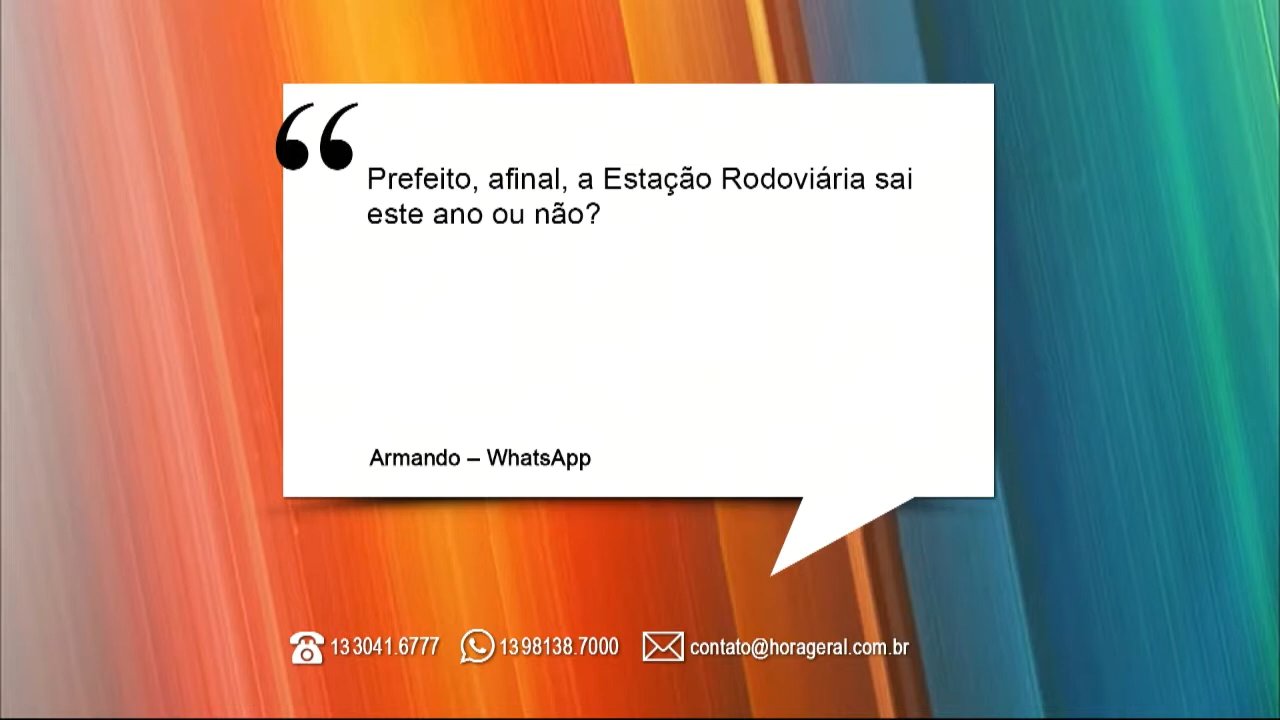 “
Prefeito, afinal, a Estação Rodoviária sai
este ano ou não?
Armando – WhatsApp
13 3041.6777 13 98138.7000 contato@horageral.com.br